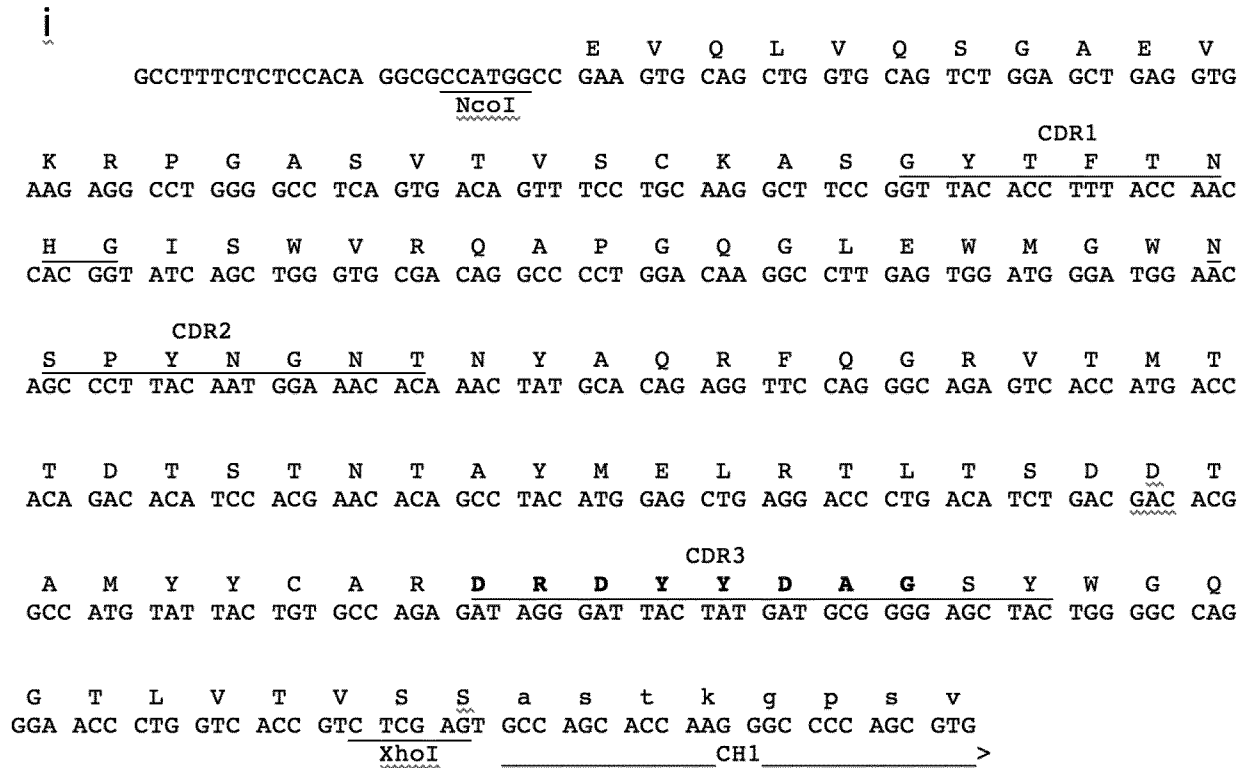 i
E V Q L V Q S G A E V
GCCTTTCTCTCCACA GGCGCCATGGCC GAA GTG CAG CTG GTG CAG TCT GGA GCT GAG GTG
NcoI
CDR1
K R P G A S V T V S C K A S G Y T F T N
AAG AGG CCT GGG GCC TCA GTG ACA GTT TCC TGC AAG GCT TCC GGT TAC ACC TTT ACC AAC
H G I S W V R Q A P G Q G L E W M G W N
CAC GGT ATC AGC TGG GTG CGA CAG GCC CCT GGA CAA GGC CTT GAG TGG ATG GGA TGG AAC
CDR2
S P Y N G N T N Y A Q R F Q G R V T M T
AGC CCT TAC AAT GGA AAC ACA AAC TAT GCA CAG AGG TTC CAG GGC AGA GTC ACC ATG ACC
T D T S T N T A Y M E L R T L T S D D T
ACA GAC ACA TCC ACG AAC ACA GCC TAC ATG GAG CTG AGG ACC CTG ACA TCT GAC GAC ACG
CDR3
A M Y Y C A R D R D Y Y D A G S Y W G Q
GCC ATG TAT TAC TGT GCC AGA GAT AGG GAT TAC TAT GAT GCG GGG AGC TAC TGG GGC CAG
G T L V T V S S a s t k g p s v
GGA ACC CTG GTC ACC GTC TCG AGT GCC AGC ACC AAG GGC CCC AGC GTG
XhoI CH1 >